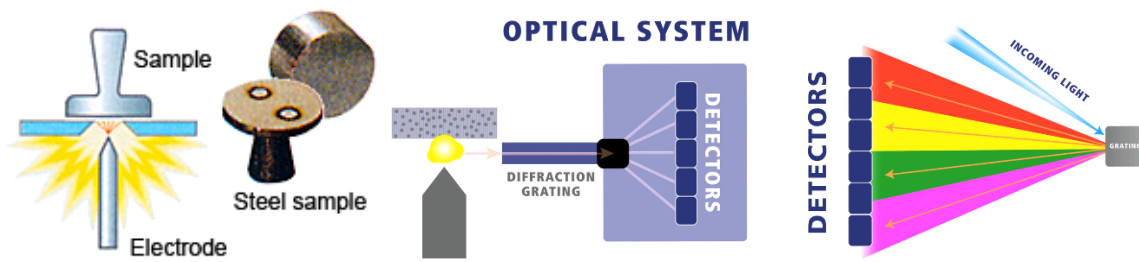 Sample
Steel sample
Electrode
OPTICAL SYSTEM
DIFFRACTION
GRATING
DETECTORS
DETECTORS
INCOMING LIGHT
GRATING